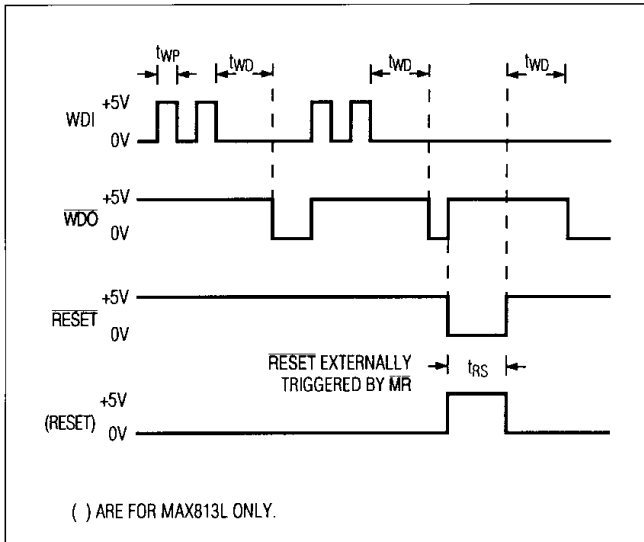 tWP tWD tWD tWD
WDI +5V 0V
WDO +5V 0V
RESET +5V 0V
RESET EXTERNALLY TRIGGERED BY MR tRS
(RESET) +5V 0V
( ) ARE FOR MAX813L ONLY.